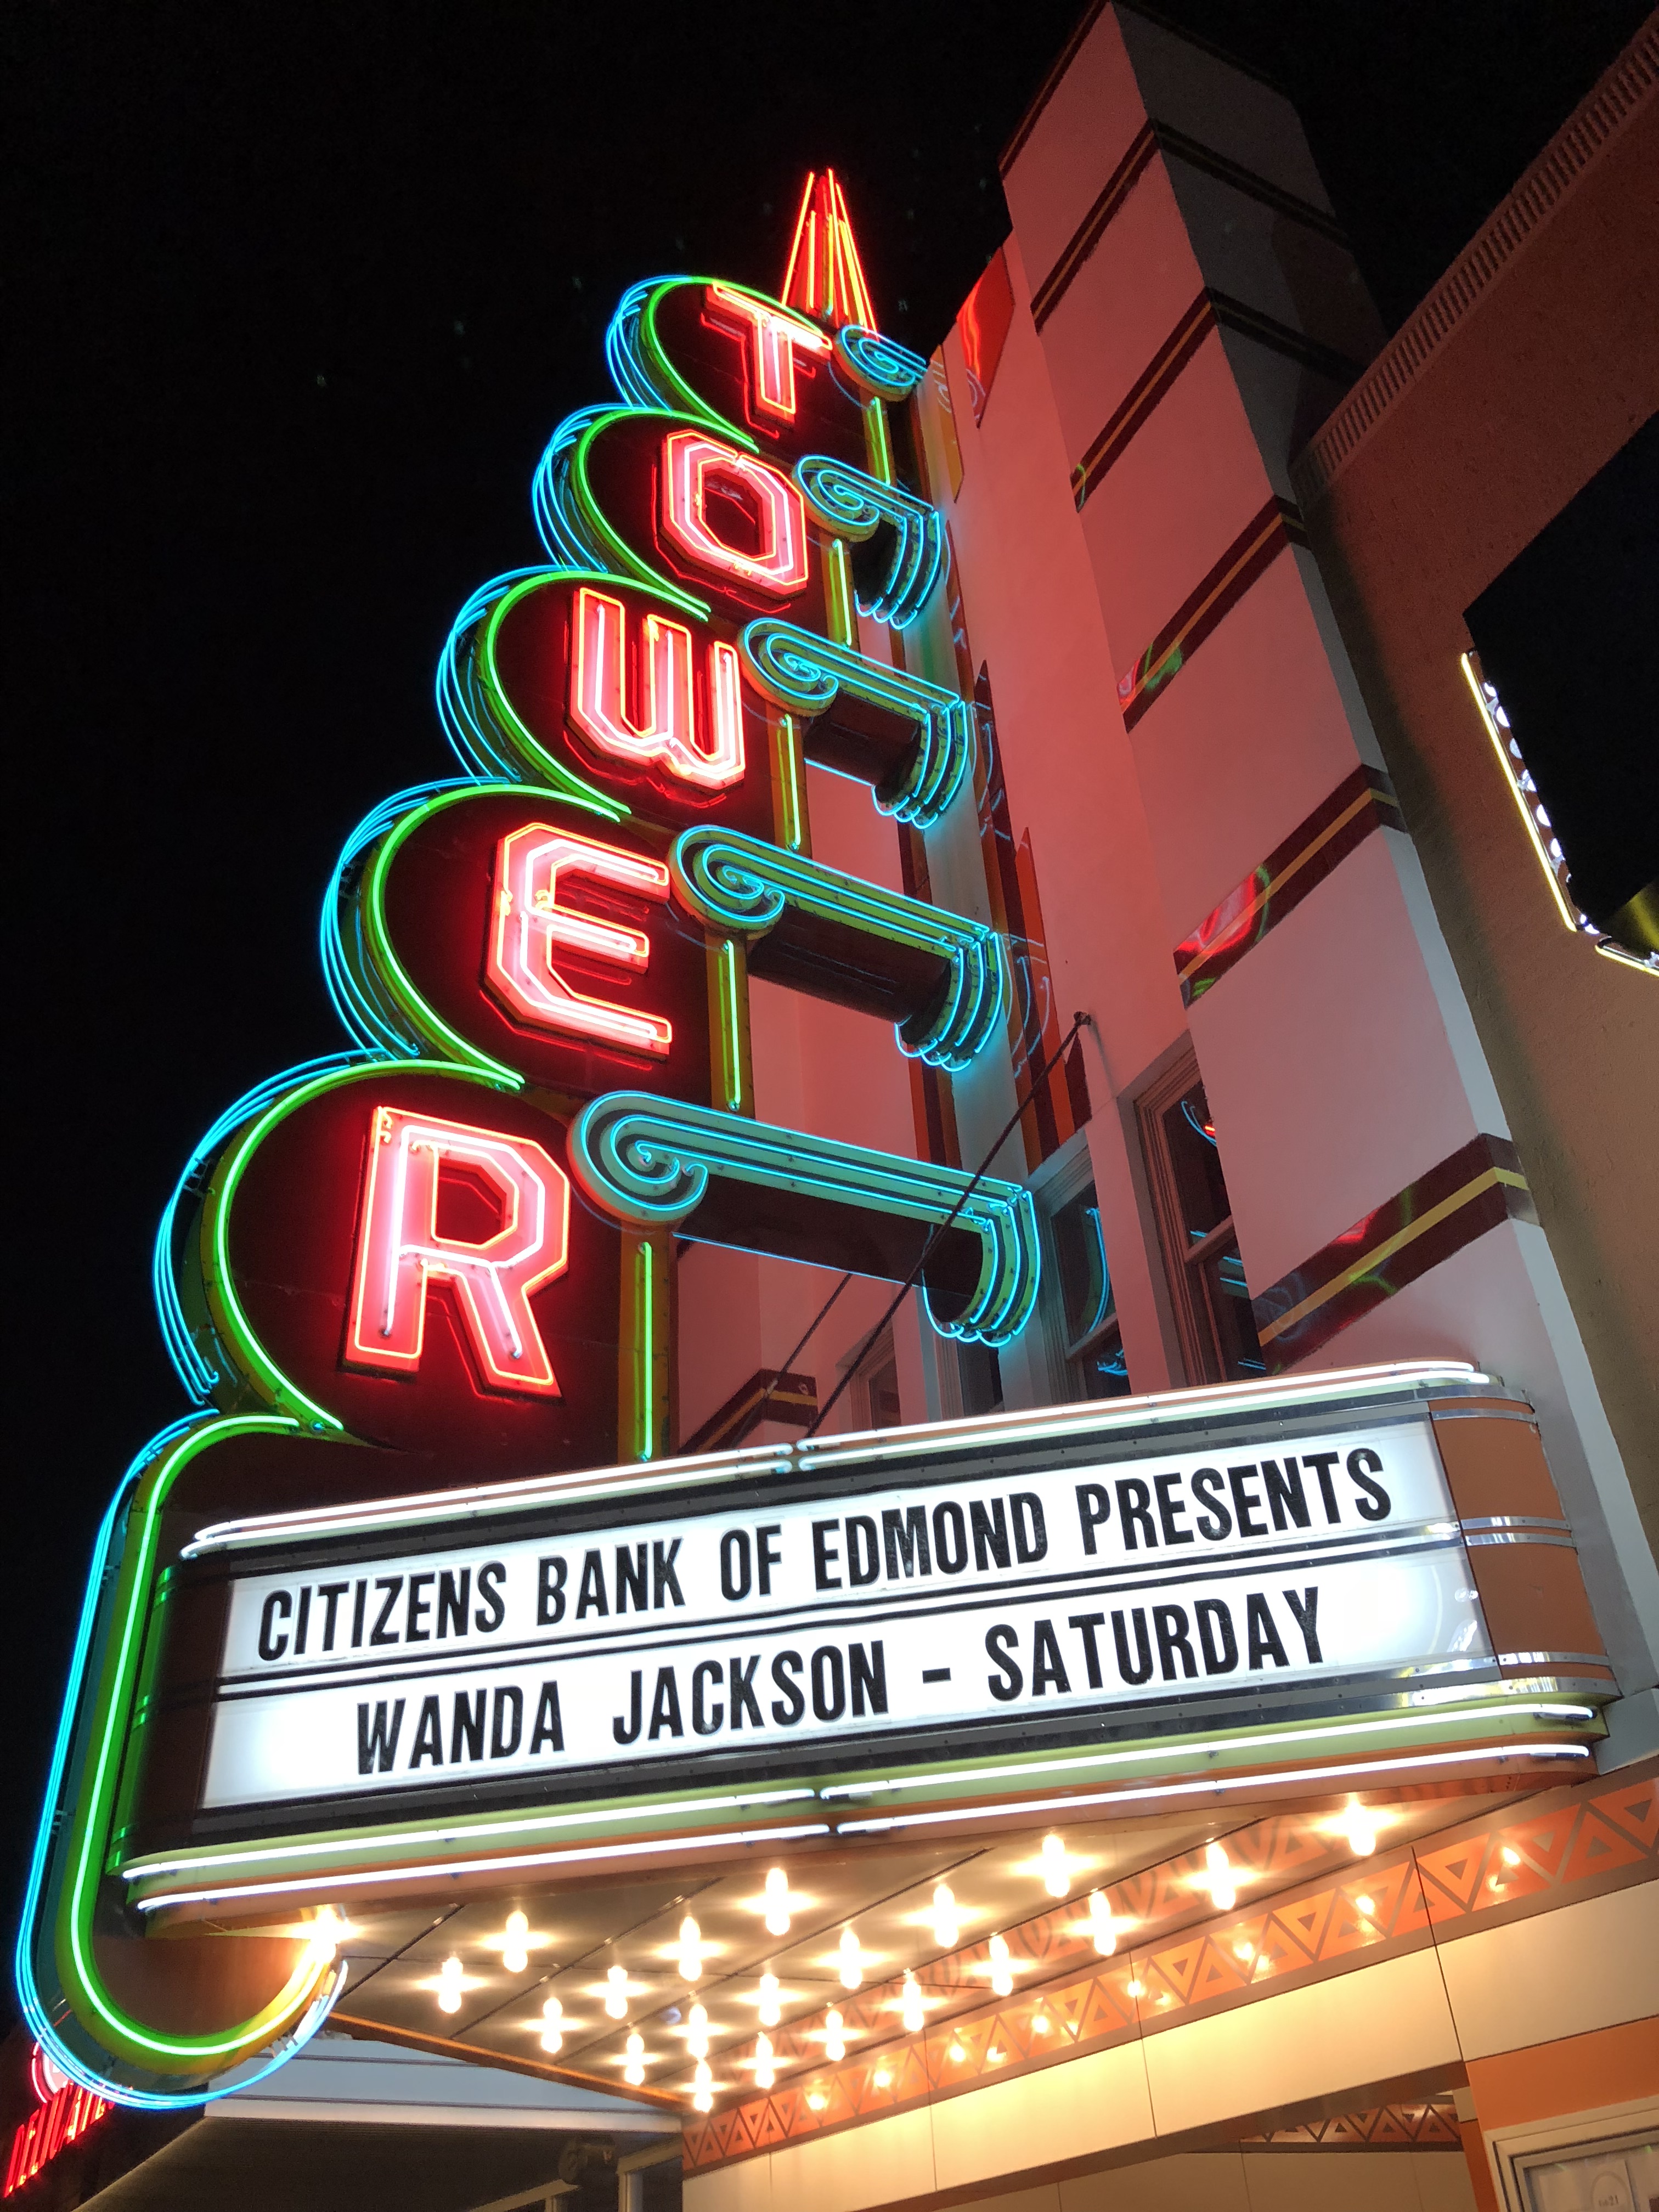 TOWER
CITIZENS BANK OF EDMOND PRESENTS
WANDA JACKSON - SATURDAY